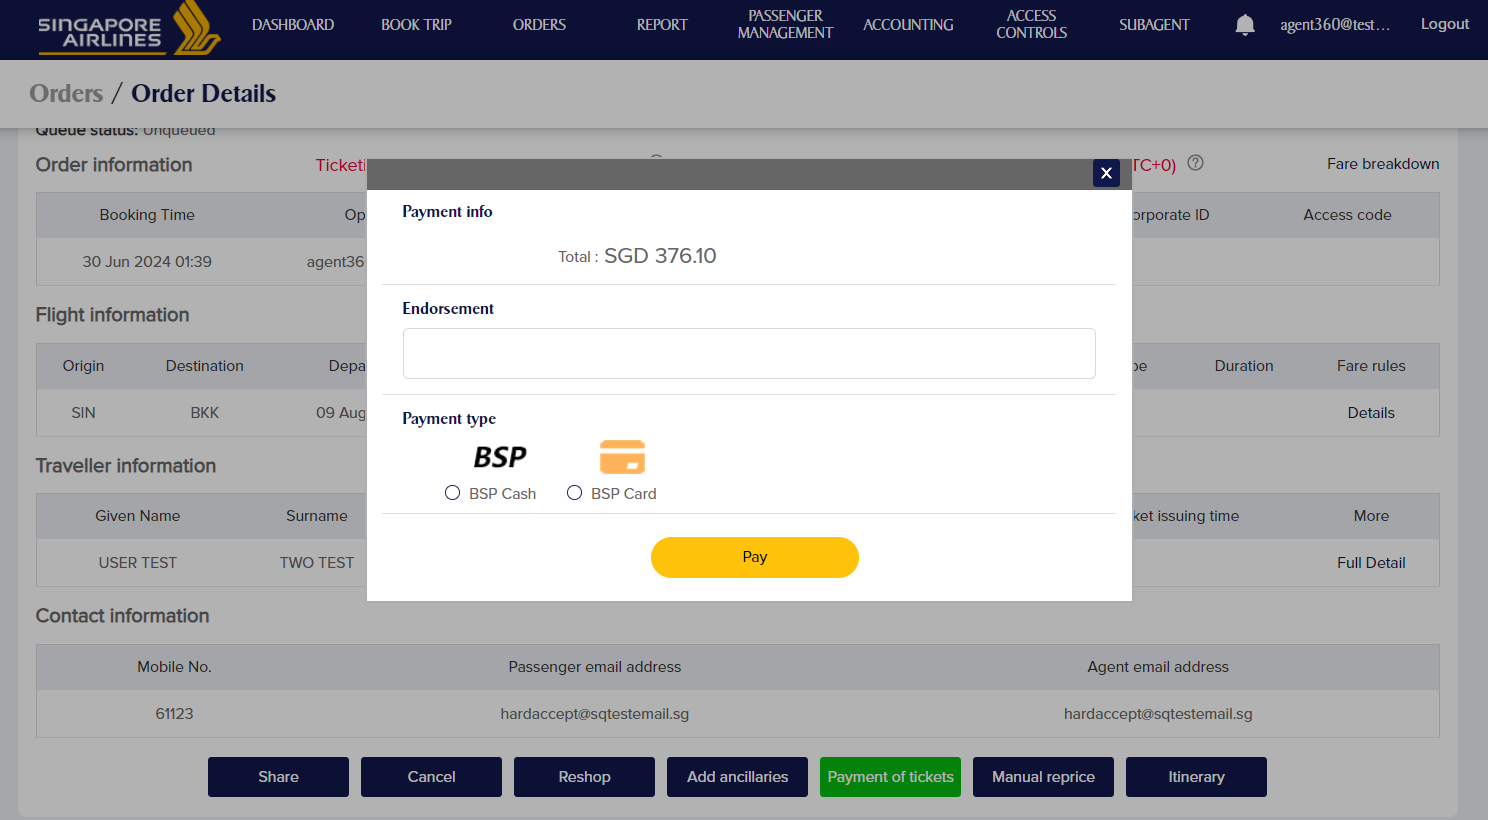 SINGAPORE
AIRLINES
DASHBOARD
BOOK TRIP
ORDERS
REPORT
PASSENGER
MANAGEMENT
ACCOUNTING
ACCESS
CONTROLS
SUBAGENT
agent360@test...
Logout
Orders / Order Details
Queue status: Unqueued
Order information
TC+0)
Fare breakdown
Booking Time
Corporate ID
Access code
30 Jun 2024 01:39
agent36
Flight information
Origin
Destination
Depa
Duration
Fare rules
SIN
BKK
09 Aug
Details
Traveller information
Given Name
Surname
ket issuing time
More
USER TEST
TWO TEST
Full Detail
Contact information
Mobile No.
Passenger email address
Agent email address
61123
hardaccept@sqtestemail.sg
hardaccept@sqtestemail.sg
Share
Cancel
Reshop
Add ancillaries
Payment of tickets
Manual reprice
Itinerary
X
Payment info
Total : SGD 376.10
Endorsement
Payment type
BSP
BSP Cash
BSP Card
Pay